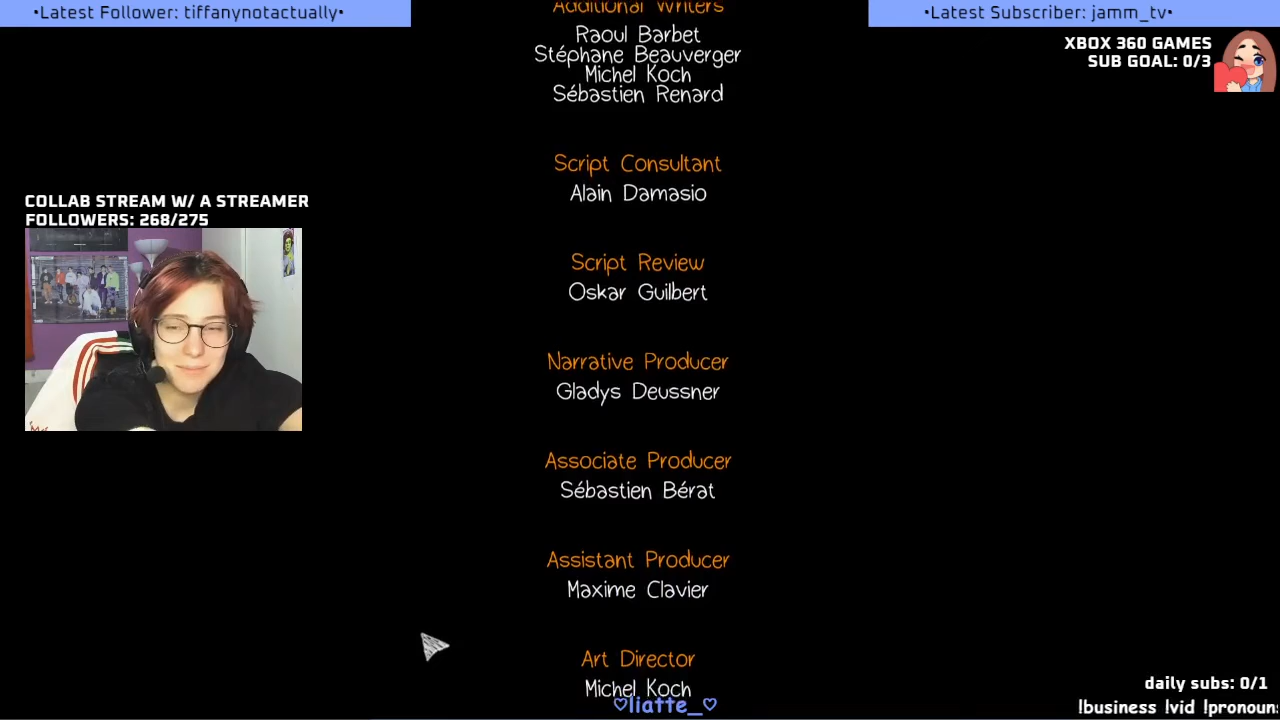 •Latest Follower: tiffanynotactually•
•Latest Subscriber: jamm_tv•
XBOX 360 GAMES
SUB GOAL: 0/3
Additional Writers
Raoul Barbet
Stéphane Beauverger
Michel Koch
Sébastien Renard
Script Consultant
Alain Damasio
COLLAB STREAM W/ A STREAMER
FOLLOWERS: 268/275
Script Review
Oskar Guilbert
Narrative Producer
Gladys Deussner
Associate Producer
Sébastien Bérat
Assistant Producer
Maxime Clavier
Art Director
Michel Koch
♡liatte_♡
daily subs: 0/1
!business !vid !pronoun